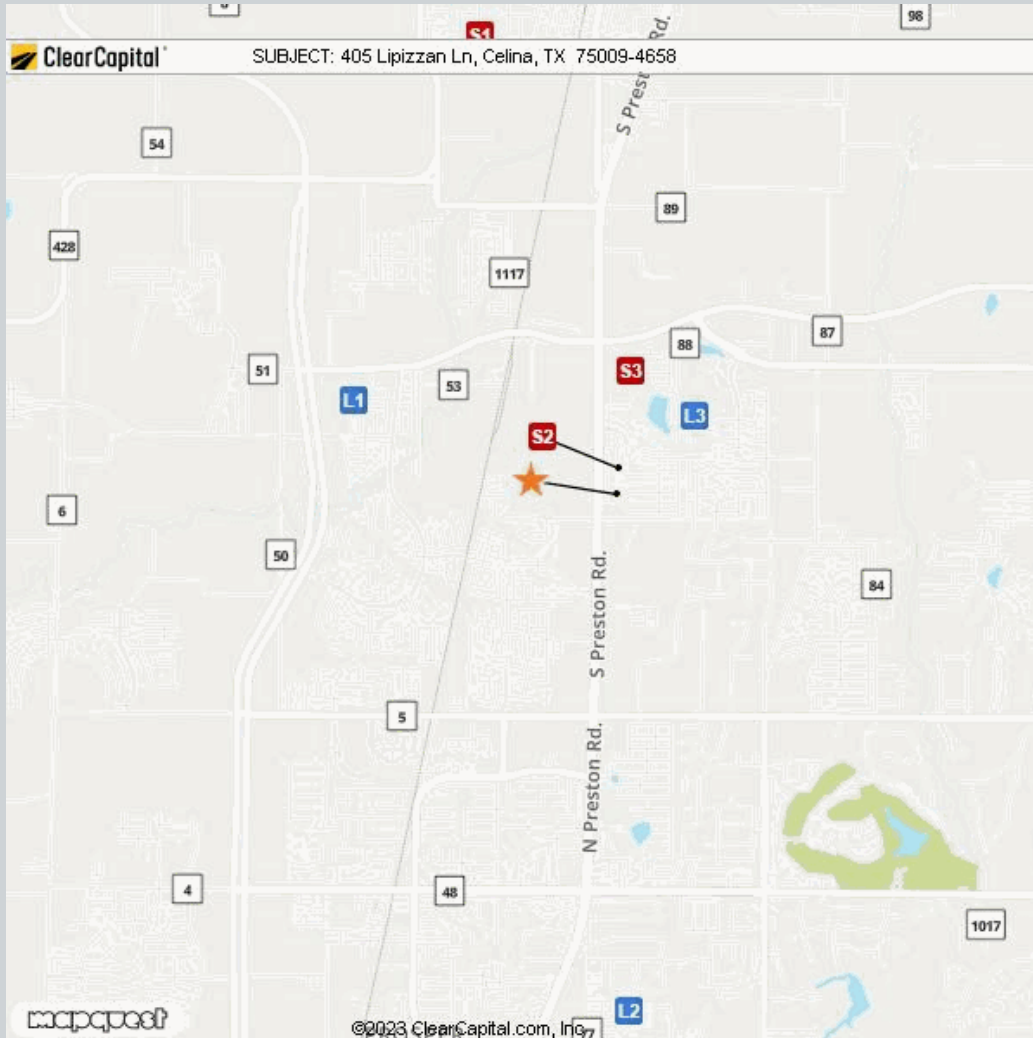 98
S1
ClearCapital
SUBJECT: 405 Lipizzan Ln, Celina, TX 75009-4658
S Preston Rd.
54
89
428
1117
87
88
51
53
S3
L1
L3
S2
6
50
84
S Preston Rd.
5
N Preston Rd.
4
48
1017
L2
mapquest
©2023 ClearCapital.com, Inc.